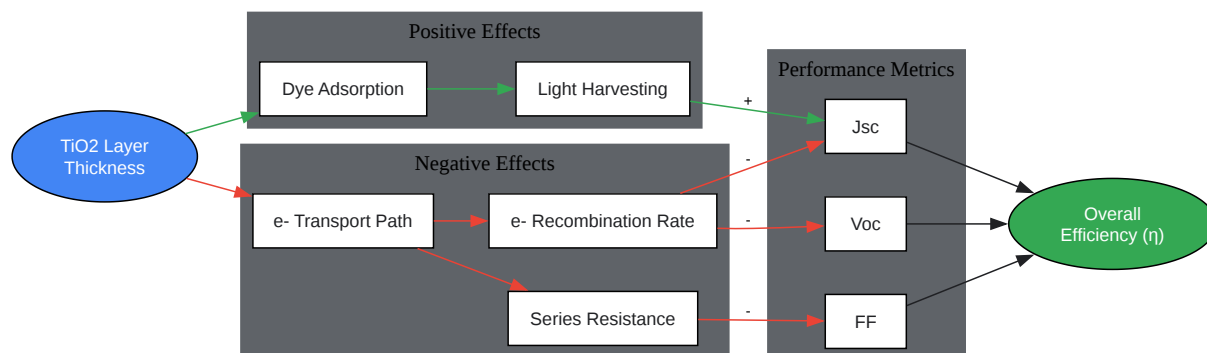 Positive Effects
Dye Adsorption
Light Harvesting
TiO2 Layer
Thickness
Negative Effects
e- Transport Path
e- Recombination Rate
Series Resistance
+
-
-
-
Performance Metrics
Jsc
Voc
FF
Overall
Efficiency (η)